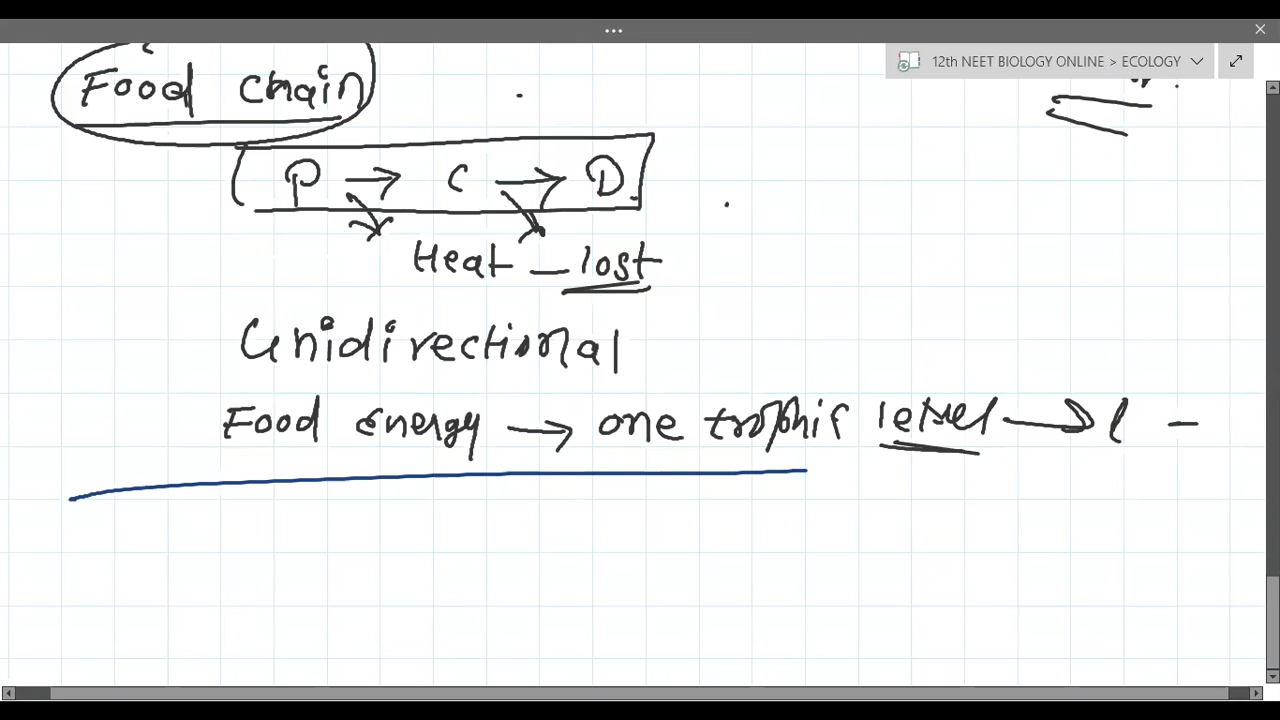 12th NEET BIOLOGY ONLINE > ECOLOGY
Food chain
P → C → D
Heat - lost
Unidirectional
Food energy → one trophic level →